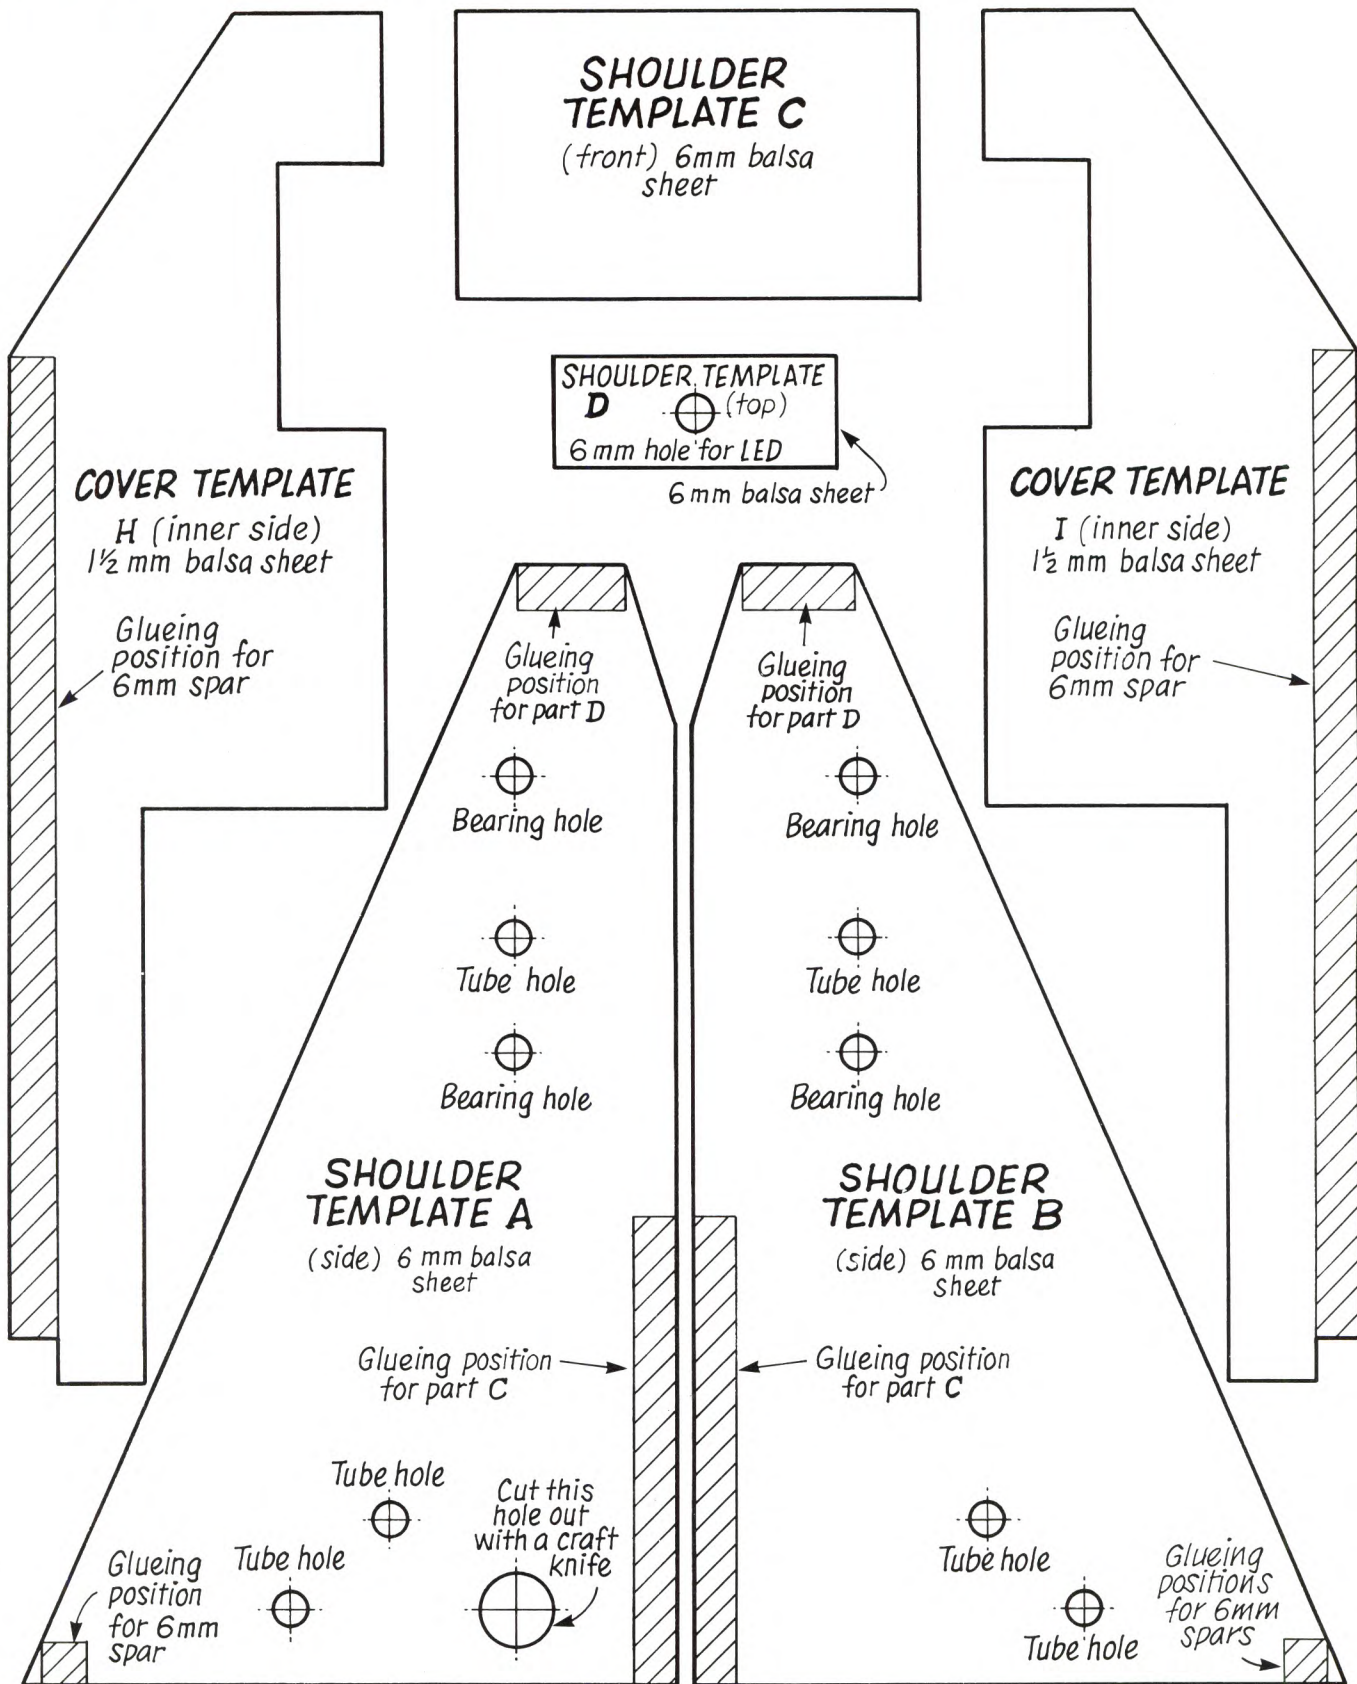 SHOULDER
TEMPLATE C
(front) 6mm balsa
sheet
SHOULDER TEMPLATE
D (top)
6 mm hole for LED
6 mm balsa sheet
COVER TEMPLATE
H (inner side)
1½ mm balsa sheet
Glueing
position for
6mm spar
COVER TEMPLATE
I (inner side)
1½ mm balsa sheet
Glueing
position for
6mm spar
Glueing
position
for part D
Bearing hole
Tube hole
Bearing hole
SHOULDER
TEMPLATE A
(side) 6 mm balsa
sheet
Glueing position
for part C
Tube hole
Tube hole
Cut this
hole out
with a craft
knife
Glueing
position
for 6mm
spar
Glueing
position
for part D
Bearing hole
Tube hole
Bearing hole
SHOULDER
TEMPLATE B
(side) 6 mm balsa
sheet
Glueing position
for part C
Tube hole
Tube hole
Glueing
positions
for 6mm
spars